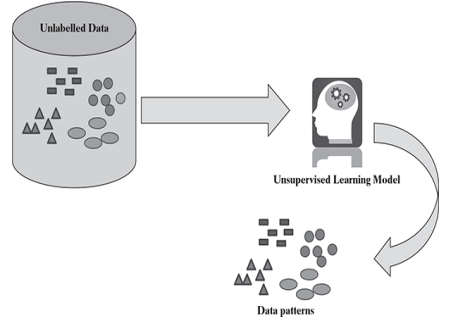 Unlabelled Data
Unsupervised Learning Model
Data patterns